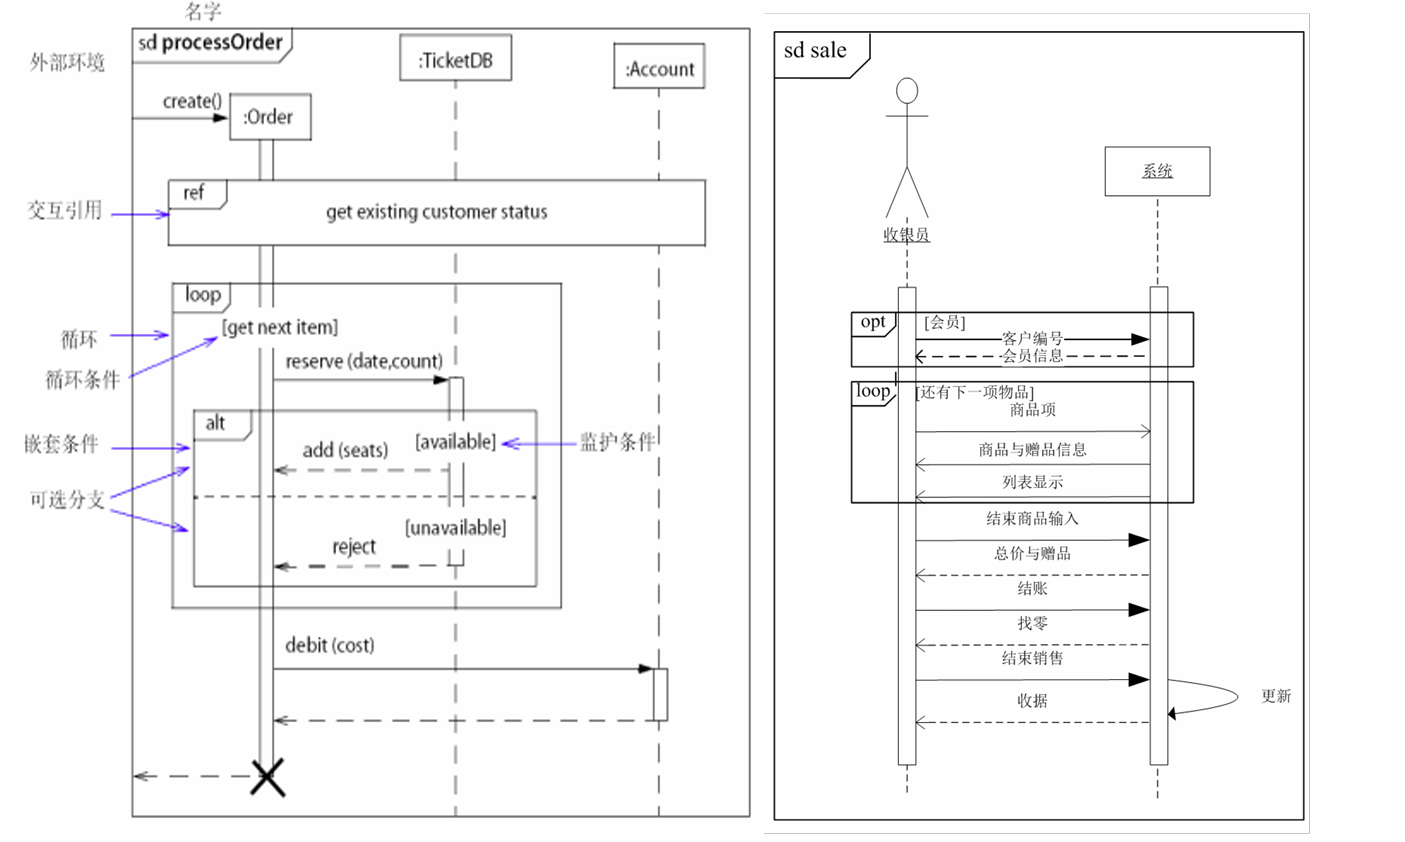 名字
sd processOrder
外部环境
:TicketDB
:Account
create()
:Order
ref
交互引用
get existing customer status
loop
[get next item]
循环
循环条件
reserve (date,count)
alt
嵌套条件
[available]
监护条件
add (seats)
可选分支
[unavailable]
reject
debit (cost)
sd sale
系统
收银员
opt
[会员]
客户编号
会员信息
loop
[还有下一项物品]
商品项
商品与赠品信息
列表显示
结束商品输入
总价与赠品
结账
找零
结束销售
更新
收据